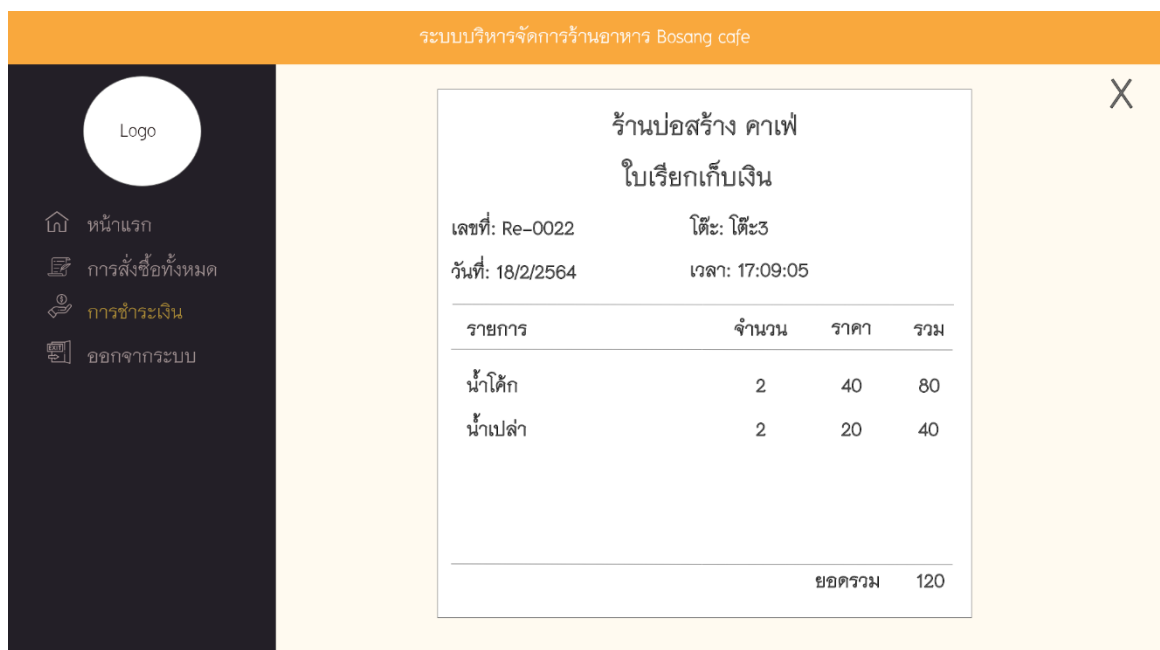 ระบบบริหารจัดการร้านอาหาร Bosang cafe
X
Logo
หน้าแรก
การสั่งซื้อทั้งหมด
การชำระเงิน
ออกจากระบบ
ร้านบ่อสร้าง คาเฟ่
ใบเรียกเก็บเงิน
เลขที่: Re-0022 โต๊ะ: โต๊ะ3
วันที่: 18/2/2564 เวลา: 17:09:05
รายการ จำนวน ราคา รวม
น้ำโค้ก 2 40 80
น้ำเปล่า 2 20 40
ยอดรวม 120